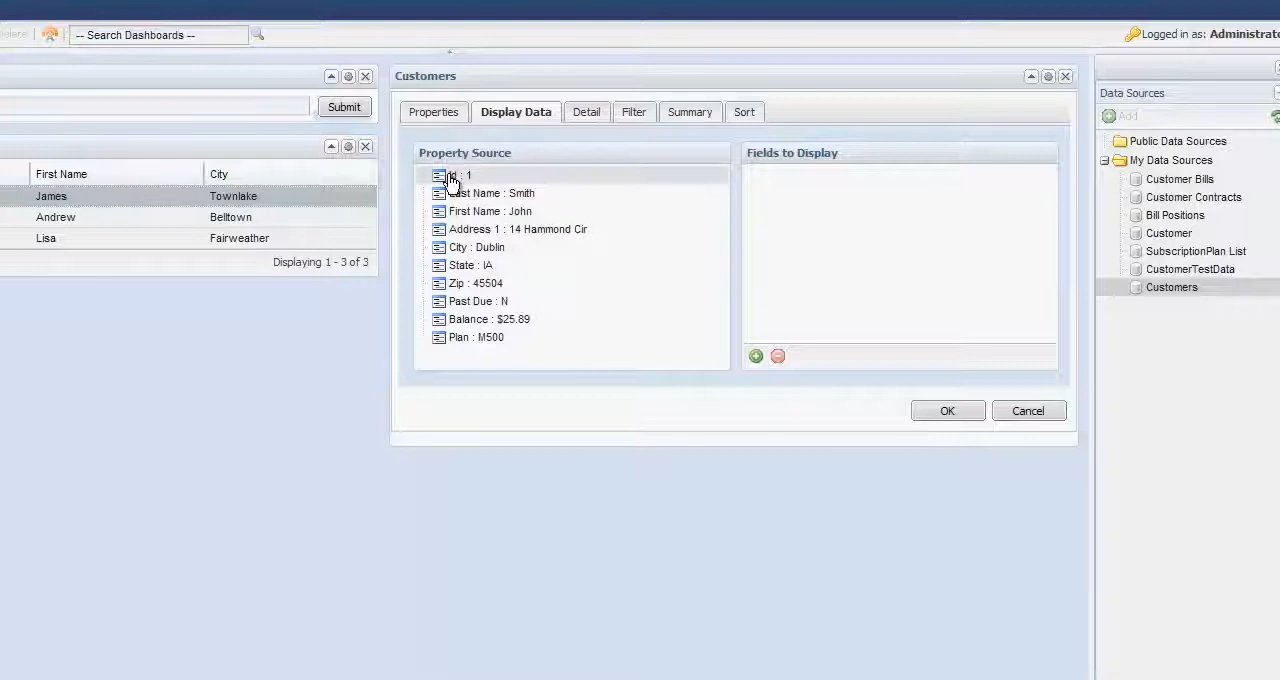 -- Search Dashboards --
Logged in as: Administrato
Submit
First Name
City
James
Townlake
Andrew
Belltown
Lisa
Fairweather
Displaying 1 - 3 of 3
Customers
Properties
Display Data
Detail
Filter
Summary
Sort
Property Source
: 1
Last Name : Smith
First Name : John
Address 1 : 14 Hammond Cir
City : Dublin
State : IA
Zip : 45504
Past Due : N
Balance : $25.89
Plan : M500
Fields to Display
OK
Cancel
Data Sources
Add
Public Data Sources
My Data Sources
Customer Bills
Customer Contracts
Bill Positions
Customer
SubscriptionPlan List
CustomerTestData
Customers